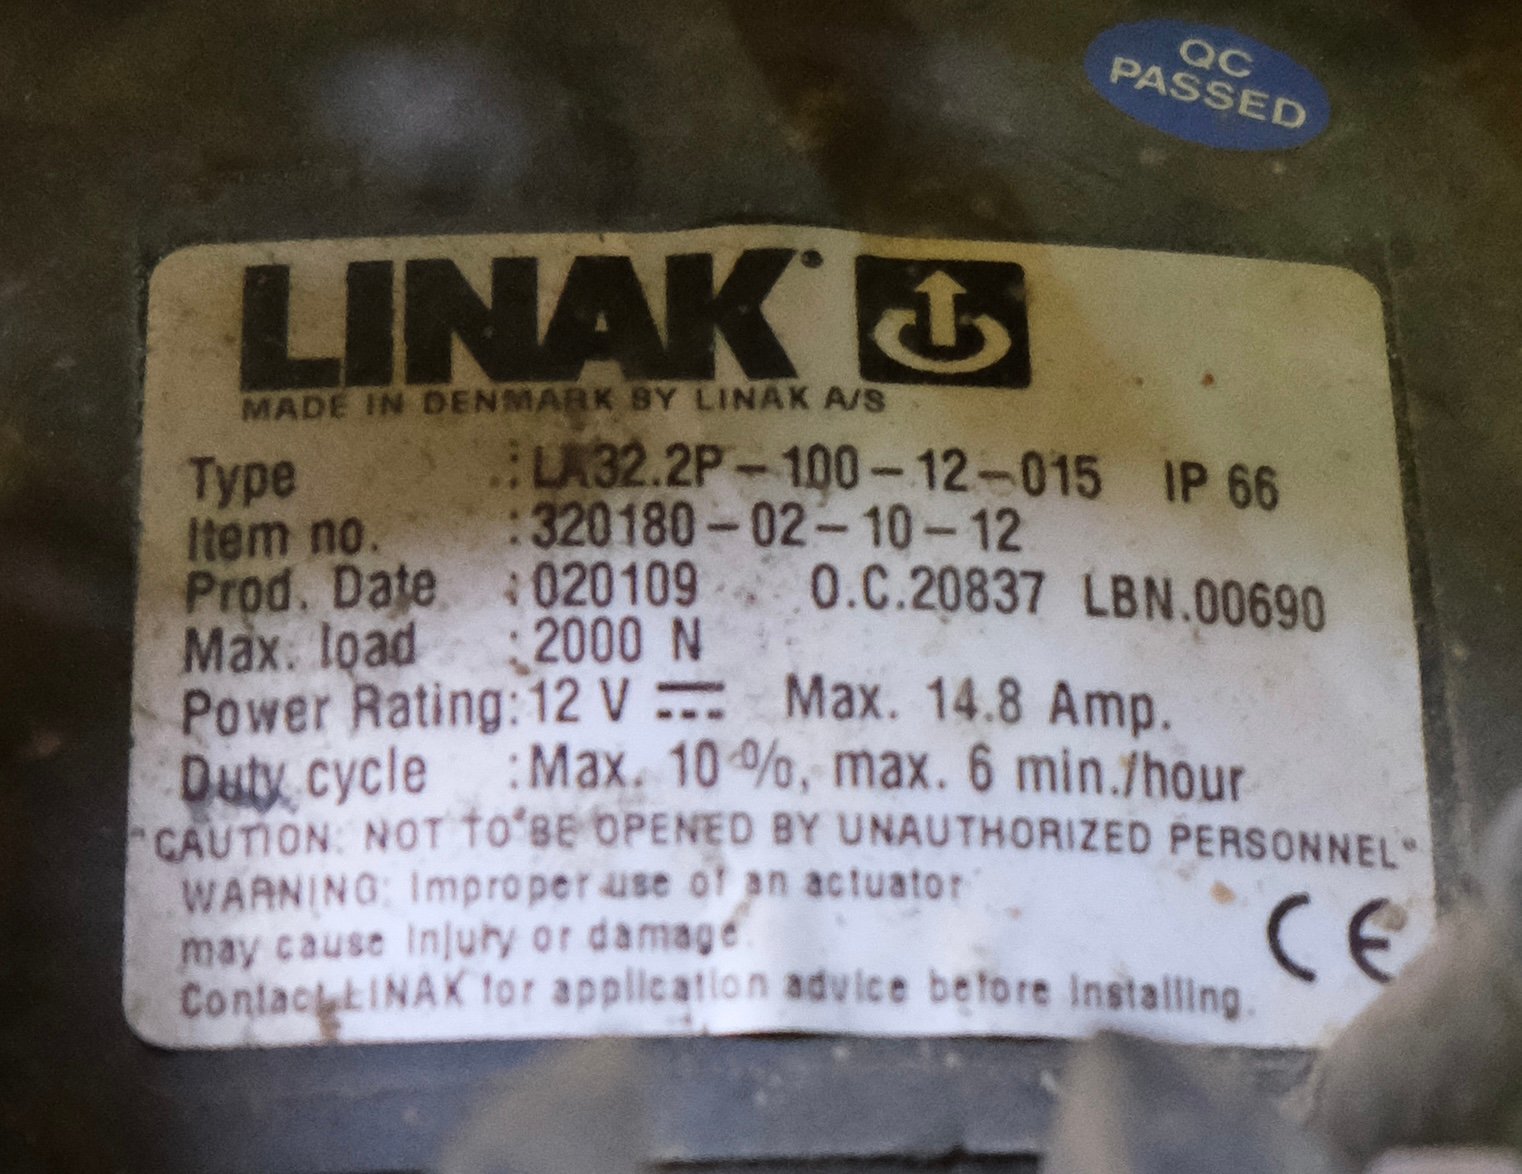 QC
PASSED
LINAK®
MADE IN DENMARK BY LINAK A/S
Type : LA32.2P-100-12-015 IP 66
Item no. : 320180-02-10-12
Prod. Date : 020109 O.C.20837 LBN.00690
Max. load : 2000 N
Power Rating: 12 V ⎓ Max. 14.8 Amp.
Duty cycle : Max. 10 %, max. 6 min./hour
"CAUTION: NOT TO BE OPENED BY UNAUTHORIZED PERSONNEL"
WARNING: Improper use of an actuator
may cause injury or damage.
Contact LINAK for application advice before installing.
CE